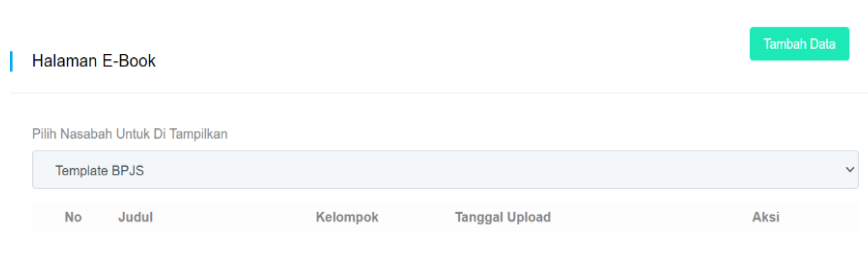 Tambah Data
Halaman E-Book
Pilih Nasabah Untuk Di Tampilkan
Template BPJS
No Judul Kelompok Tanggal Upload Aksi